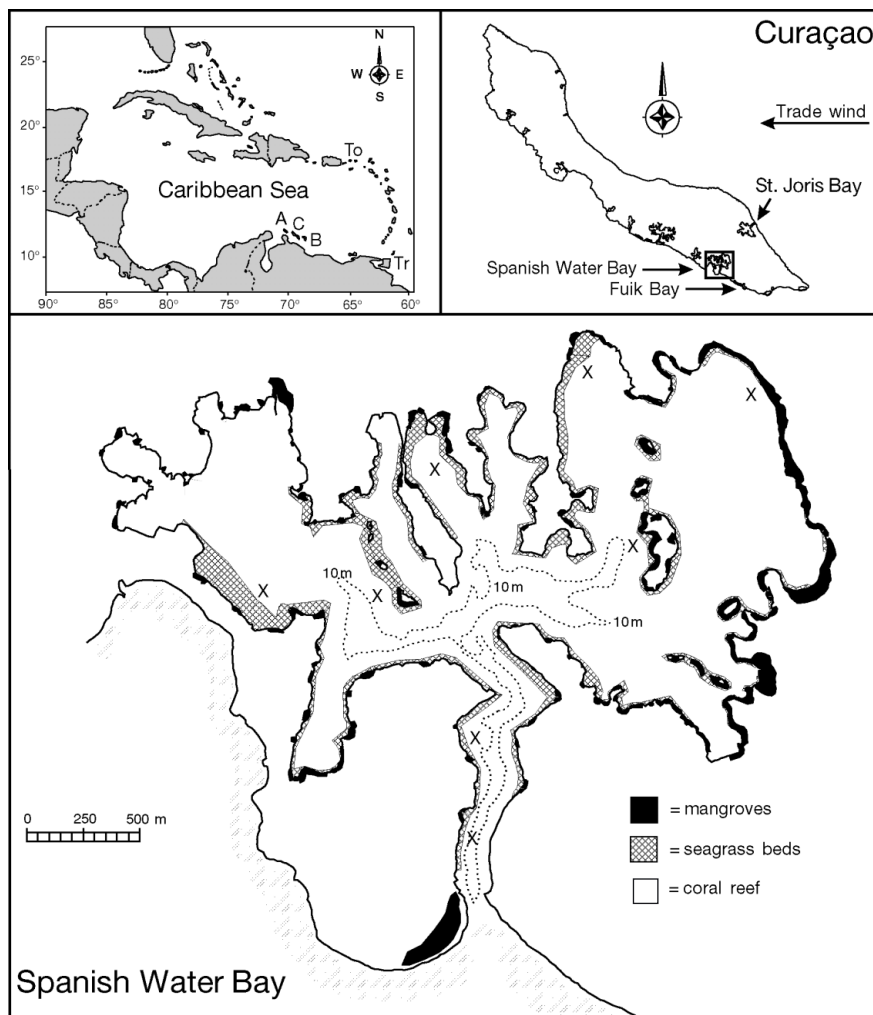 25°
20°
15°
10°
90°
85°
80°
75°
70°
65°
60°
N
W E
S
To
Caribbean Sea
A
C
B
Tr
Curaçao
Trade wind
St. Joris Bay
Spanish Water Bay
Fuik Bay
X
X
X
X
X
10m
X
10m
X
10m
X
X
0 250 500 m
= mangroves
= seagrass beds
= coral reef
Spanish Water Bay